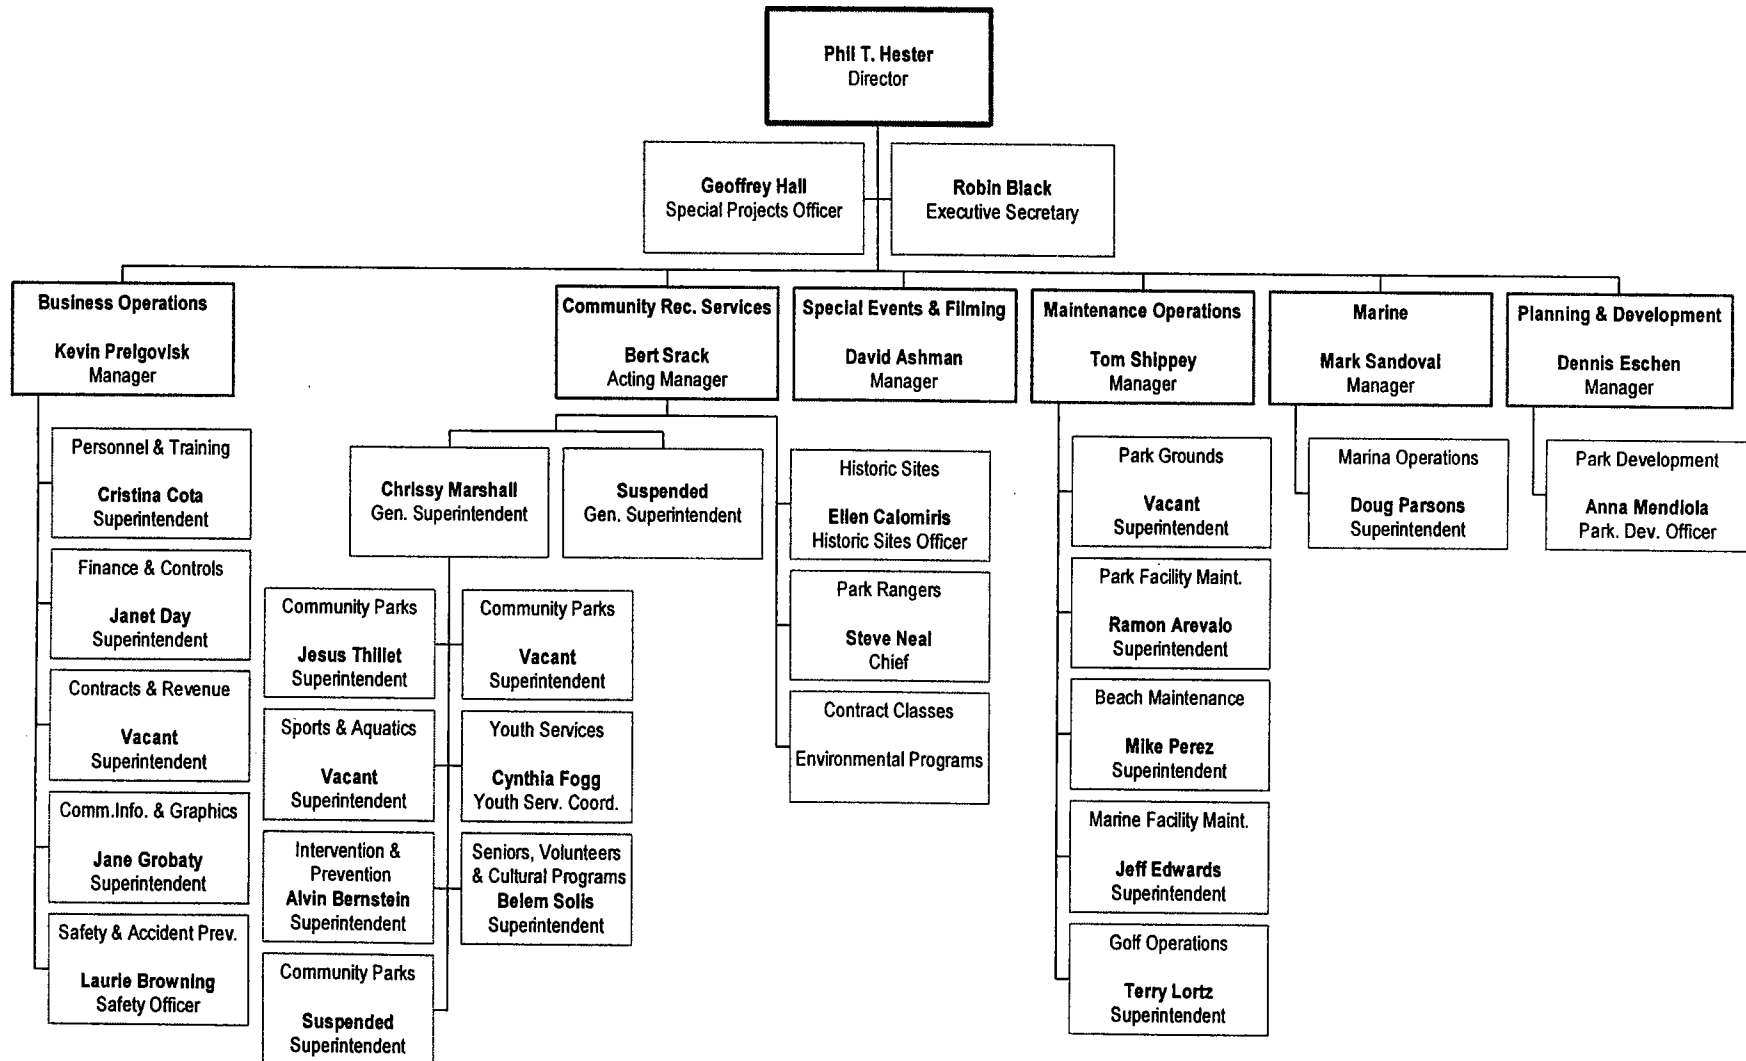 Phil T. Hester
Director
Geoffrey Hall
Special Projects Officer
Robin Black
Executive Secretary
Business Operations
Kevin Preigovisk
Manager
Community Rec. Services
Bert Srack
Acting Manager
Special Events & Filming
David Ashman
Manager
Maintenance Operations
Tom Shippey
Manager
Marine
Mark Sandoval
Manager
Planning & Development
Dennis Eschen
Manager
Personnel & Training
Cristina Cota
Superintendent
Finance & Controls
Janet Day
Superintendent
Contracts & Revenue
Vacant
Superintendent
Comm.Info. & Graphics
Jane Grobaty
Superintendent
Safety & Accident Prev.
Laurie Browning
Safety Officer
Chrissy Marshall
Gen. Superintendent
Suspended
Gen. Superintendent
Community Parks
Jesus Thillet
Superintendent
Community Parks
Vacant
Superintendent
Sports & Aquatics
Vacant
Superintendent
Youth Services
Cynthia Fogg
Youth Serv. Coord.
Intervention &
Prevention
Alvin Bernstein
Superintendent
Seniors, Volunteers
& Cultural Programs
Belem Solis
Superintendent
Community Parks
Suspended
Superintendent
Historic Sites
Ellen Calomiris
Historic Sites Officer
Park Rangers
Steve Neal
Chief
Contract Classes
Environmental Programs
Park Grounds
Vacant
Superintendent
Park Facility Maint.
Ramon Arevalo
Superintendent
Beach Maintenance
Mike Perez
Superintendent
Marine Facility Maint.
Jeff Edwards
Superintendent
Golf Operations
Terry Lortz
Superintendent
Marina Operations
Doug Parsons
Superintendent
Park Development
Anna Mendiola
Park. Dev. Officer